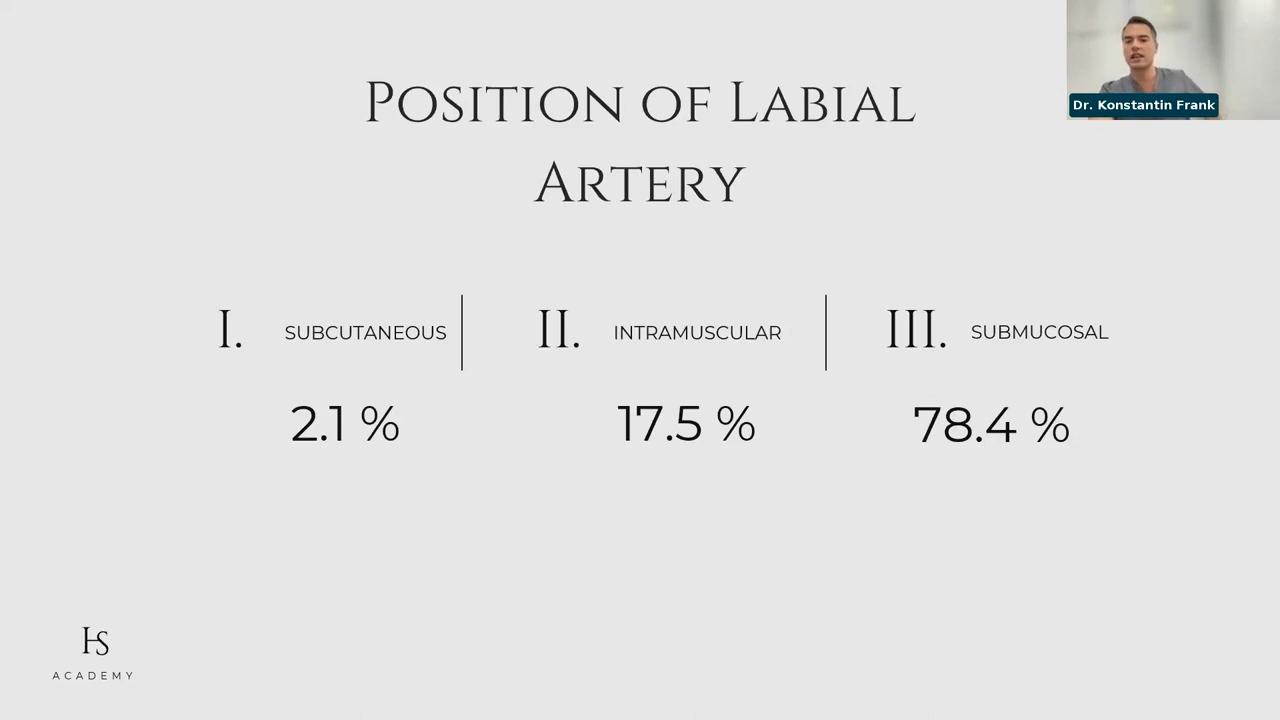 Dr. Konstantin Frank
POSITION OF LABIAL
ARTERY
I. SUBCUTANEOUS
II. INTRAMUSCULAR
III. SUBMUCOSAL
2.1 %
17.5 %
78.4 %
HS
ACADEMY